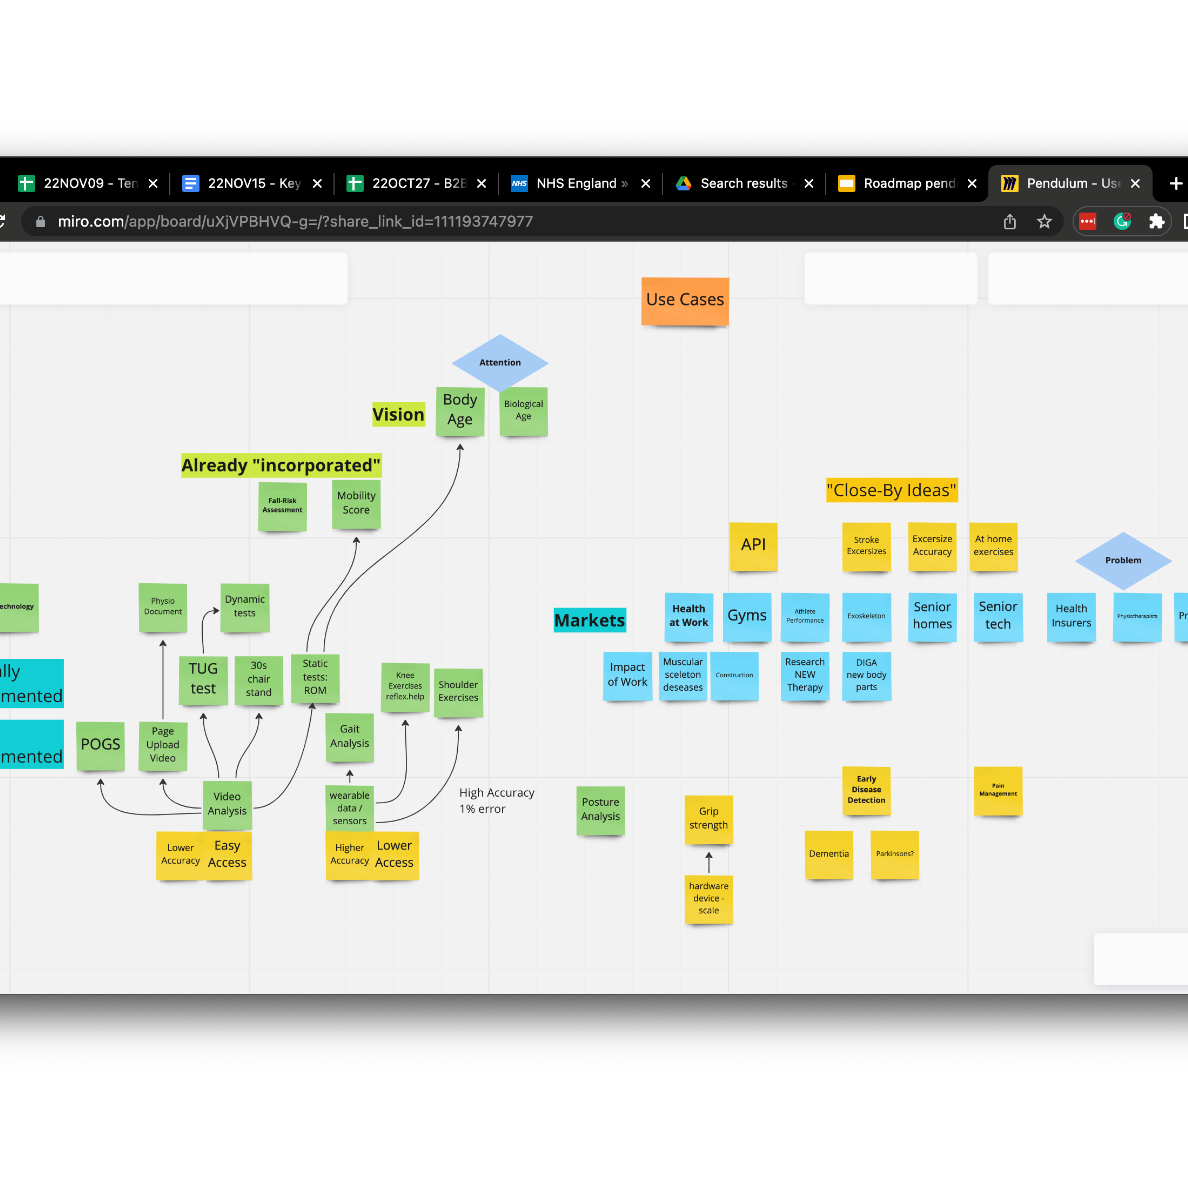 22NOV09 - Ten
22NOV15 - Key
22OCT27 - B2B
NHS
NHS England »
Search results
Roadmap pend
Pendulum - Use
miro.com/app/board/uXjVPBHVQ-g=/?share_link_id=111193747977
Use Cases
Attention
Vision
Body
Age
Biological
Age
Already "incorporated"
Fall-Risk
Assessment
Mobility
Score
"Close-By Ideas"
API
Stroke
Excersizes
Excersize
Accuracy
At home
exercises
Problem
echnology
Physio
Document
Dynamic
tests
Markets
Health
at Work
Gyms
Athlete
Performance
Exoskeleton
Senior
homes
Senior
tech
Health
Insurers
Physiotherapists
Pr
lly
mented
TUG
test
30s
chair
stand
Static
tests:
ROM
Knee
Exercises
reflex.help
Shoulder
Exercises
Impact
of Work
Muscular
sceleton
deseases
Construction
Research
NEW
Therapy
DIGA
new body
parts
mented
POGS
Page
Upload
Video
Gait
Analysis
Video
Analysis
wearable
data /
sensors
High Accuracy
1% error
Posture
Analysis
Grip
strength
Early
Disease
Detection
Pain
Management
Lower
Accuracy
Easy
Access
Higher
Accuracy
Lower
Access
Dementia
Parkinsons?
hardware
device -
scale